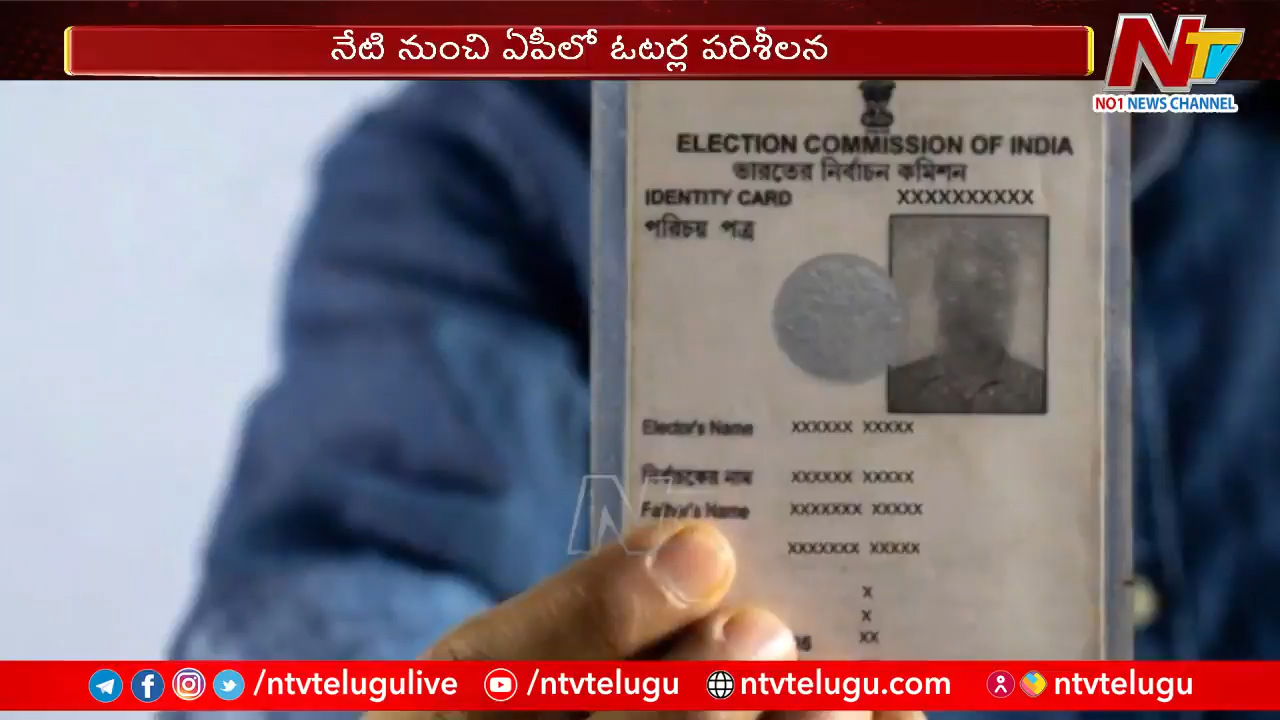 నేటి నుంచి ఏపీలో ఓటర్ల పరిశీలన
NTV
NO1 NEWS CHANNEL
ELECTION COMMISSION OF INDIA
ভারতের নির্বাচন কমিশন
IDENTITY CARD XXXXXXXXXX
পরিচয় পত্র
Elector's Name XXXXXX XXXXX
নির্বাচকের নাম XXXXXX XXXXX
Father's Name XXXXXXX XXXXX
XXXXXXX XXXXX
X
X
XX
/ntvtelugulive /ntvtelugu ntvtelugu.com ntvtelugu